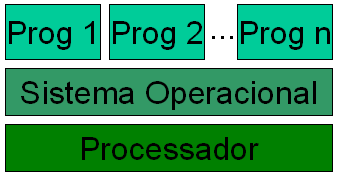 Prog 1 Prog 2 ... Prog n
Sistema Operacional
Processador